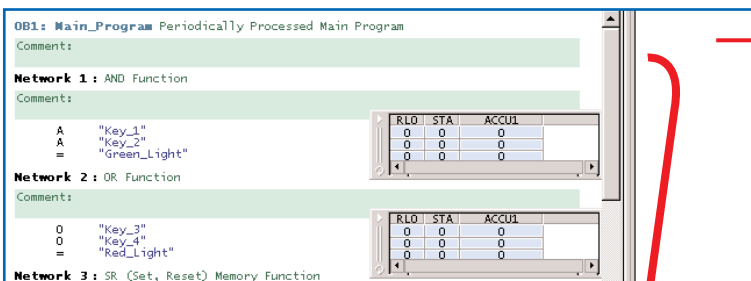 OB1: Main_Program Periodically Processed Main Program
Comment:
Network 1: AND Function
Comment:
RLO STA ACCU1
A "Key_1" 0 0 0
A "Key_2" 0 0 0
= "Green_Light" 0 0 0
Network 2: OR Function
Comment:
RLO STA ACCU1
O "Key_3" 0 0 0
O "Key_4" 0 0 0
= "Red_Light" 0 0 0
Network 3: SR (Set, Reset) Memory Function